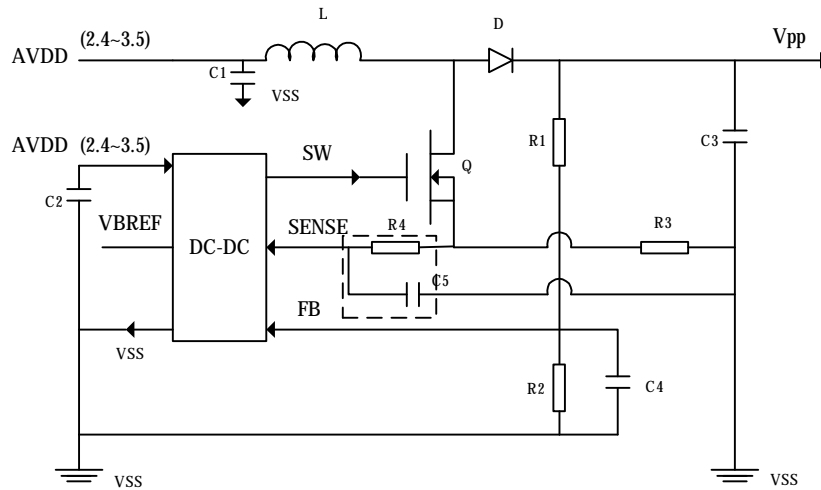 L
D
AVDD (2.4~3.5)
Vpp
C1
VSS
AVDD (2.4~3.5)
SW
Q
R1
C3
C2
VBREF
DC-DC
SENSE
R4
R3
C5
FB
VSS
R2
C4
VSS
VSS